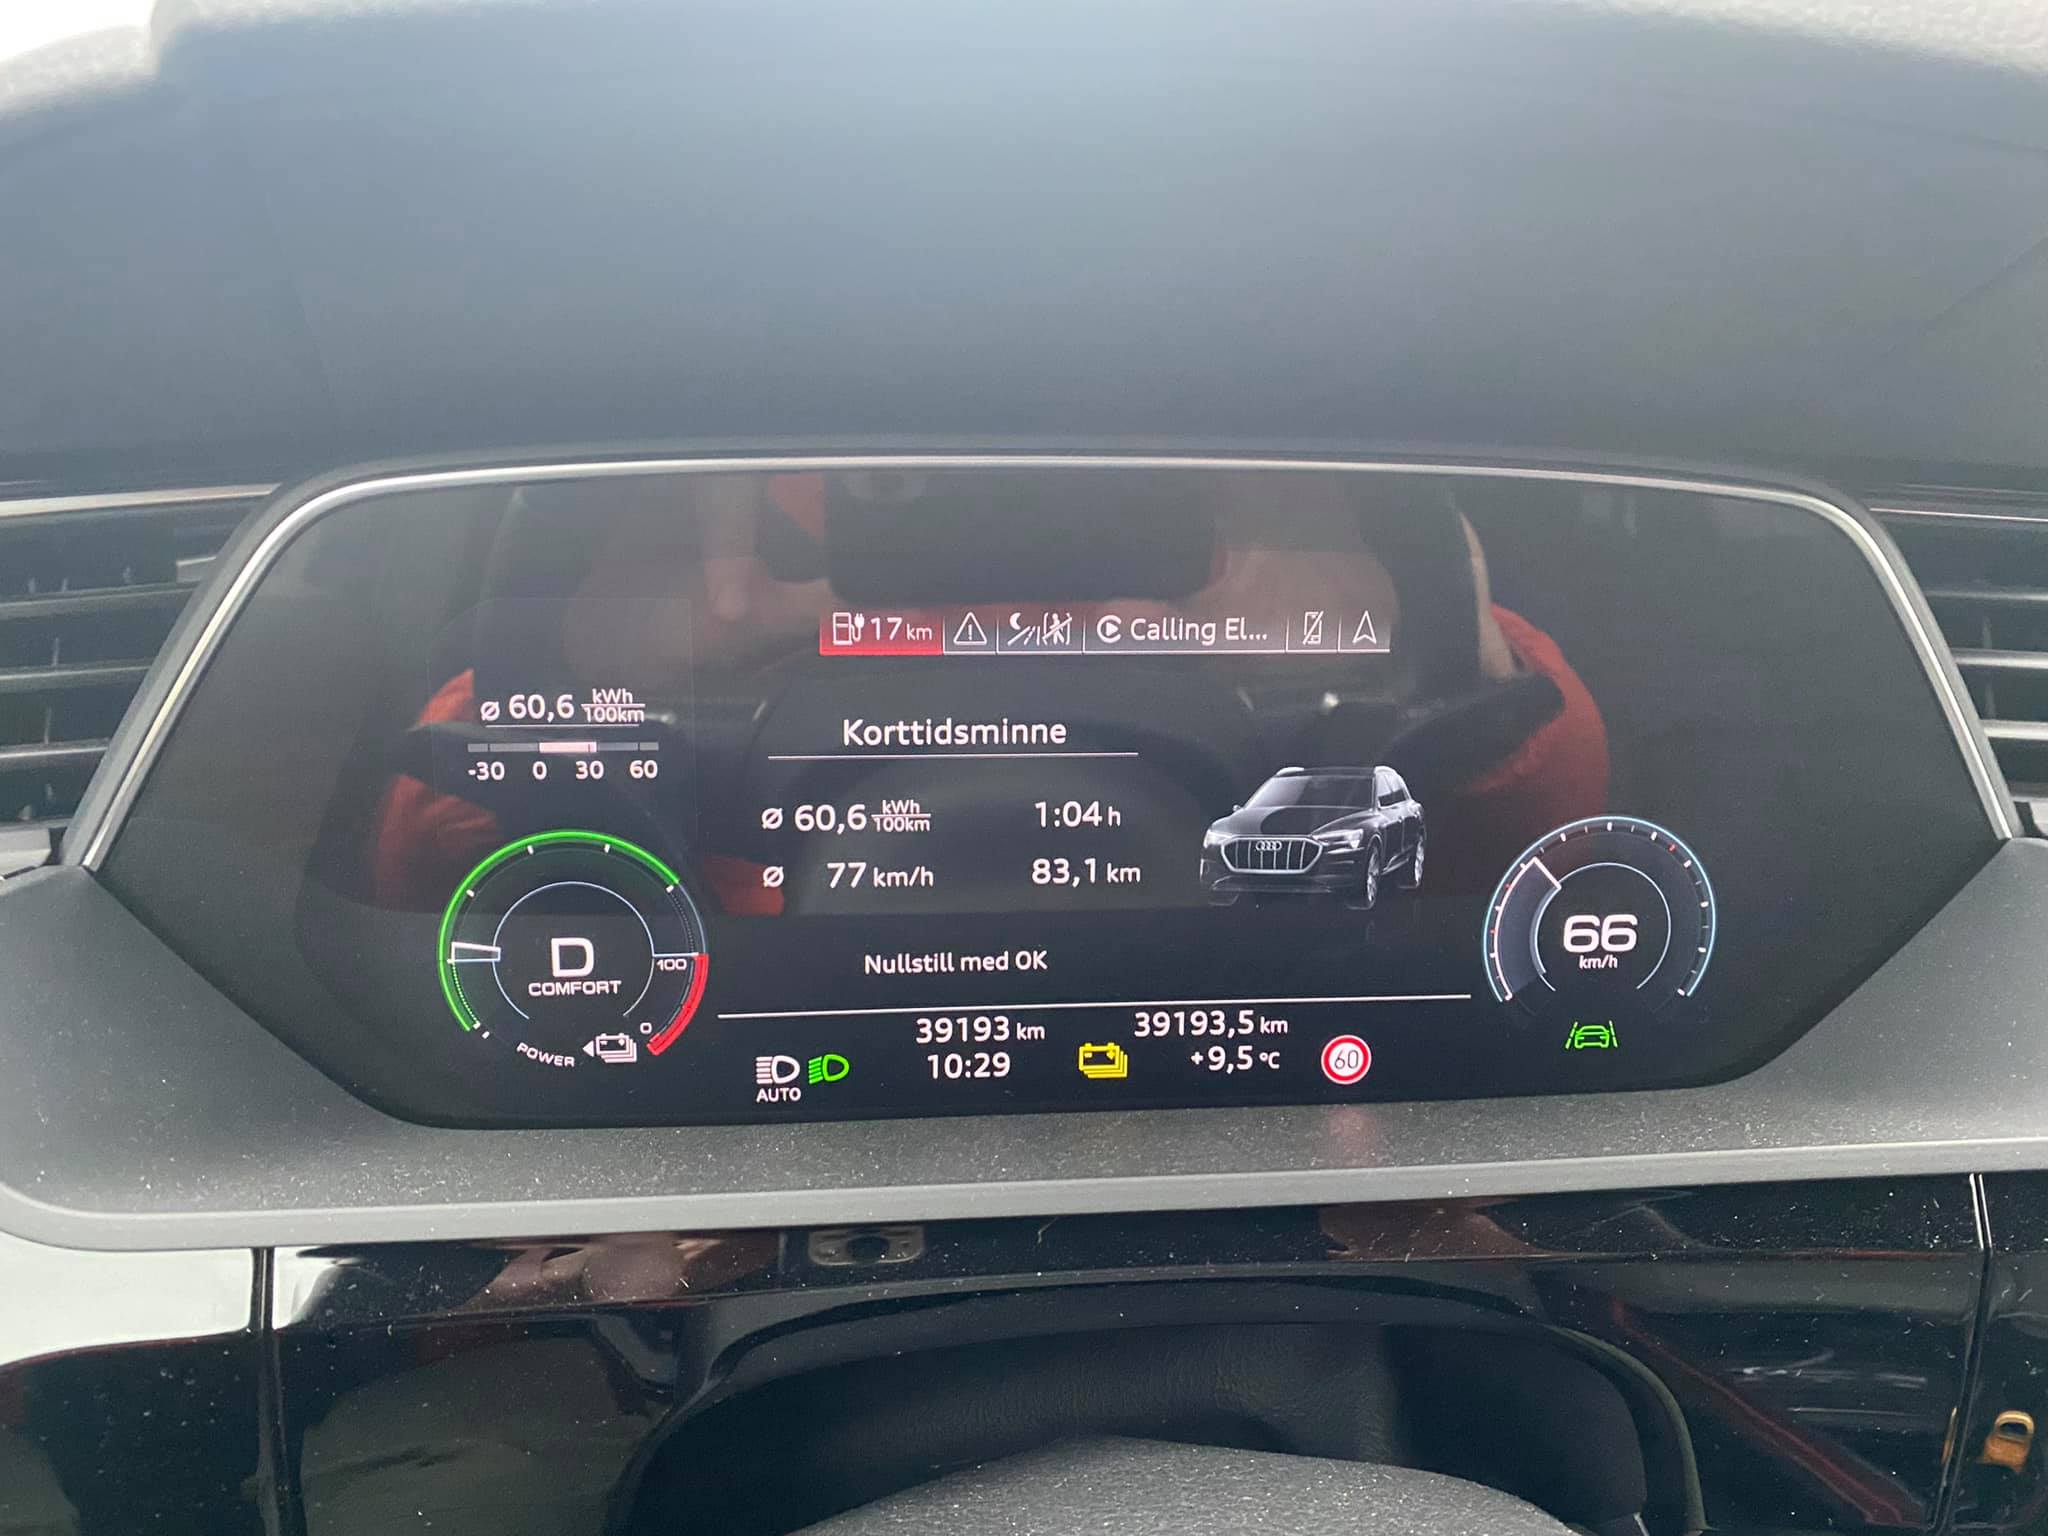 17 km
Calling El...
Ø 60,6 kWh/100km
-30 0 30 60
Korttidsminne
Ø 60,6 kWh/100km 1:04 h
Ø 77 km/h 83,1 km
Nullstill med OK
D
COMFORT
100
0
POWER
66
km/h
39193 km 39193,5 km
10:29 +9,5 °C
AUTO
60